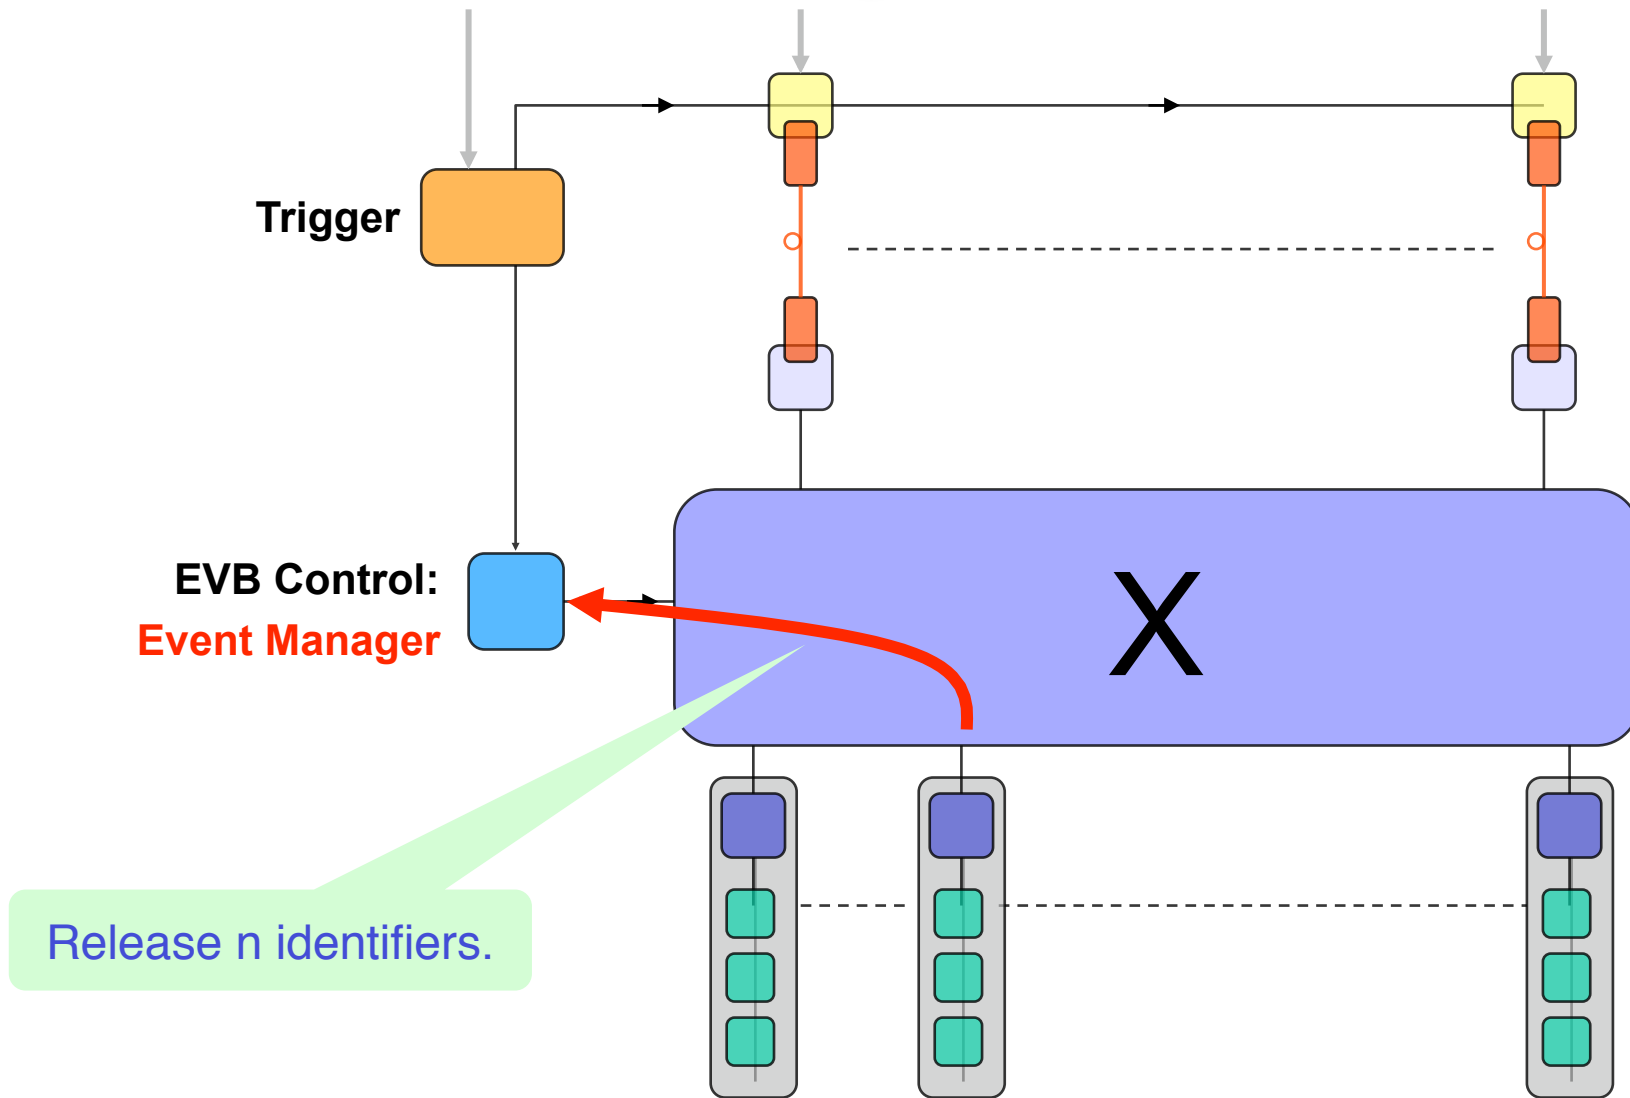 Trigger
EVB Control:
Event Manager
X
Release n identifiers.